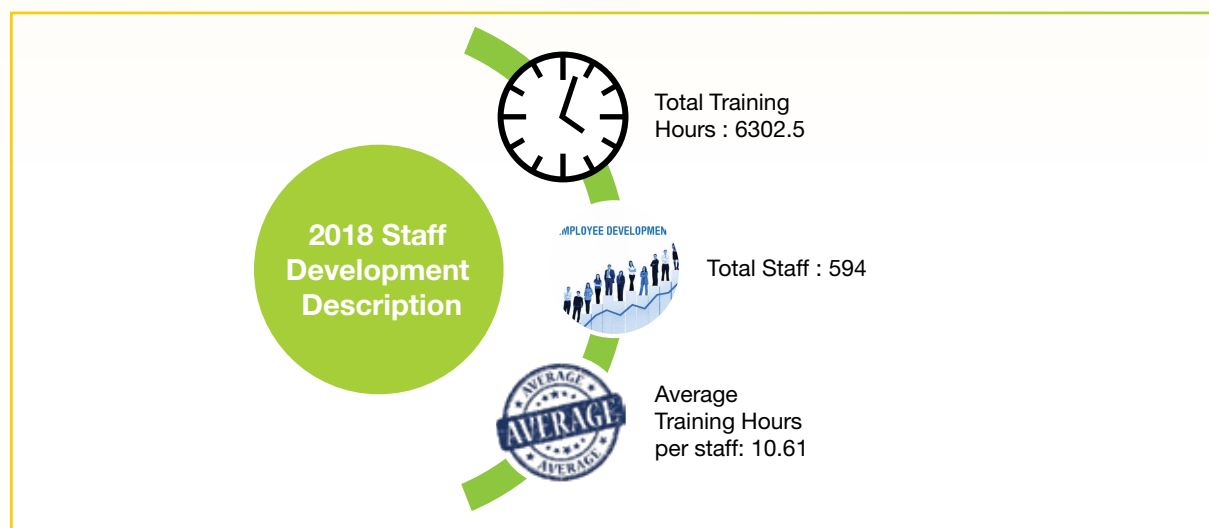 2018 Staff
Development
Description
Total Training
Hours : 6302.5
.MPLOYEE DEVELOPMEN
Total Staff : 594
AVERAGE
AVERAGE
AVERAGE
Average
Training Hours
per staff: 10.61